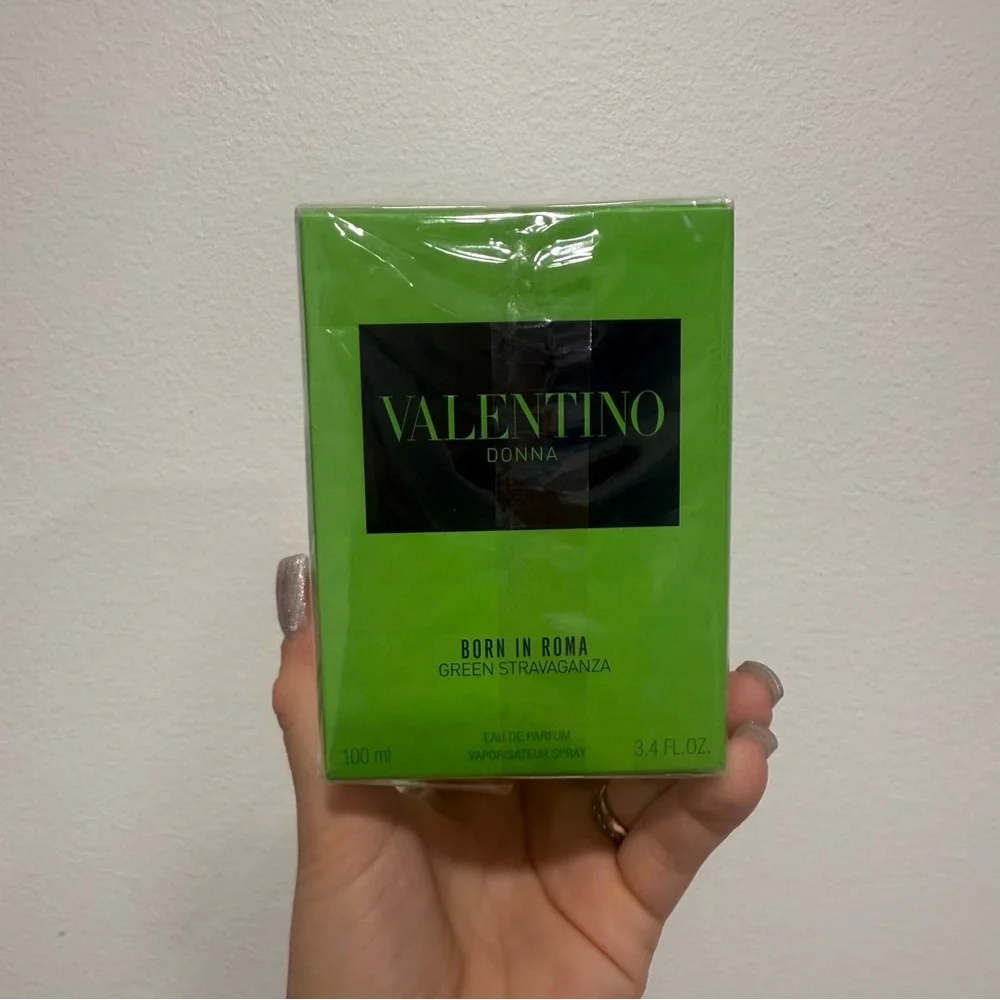 VALENTINO
DONNA
BORN IN ROMA
GREEN STRAVAGANZA
EAU DE PARFUM
VAPORISATEUR SPRAY
100 ml
3.4 FL.OZ.